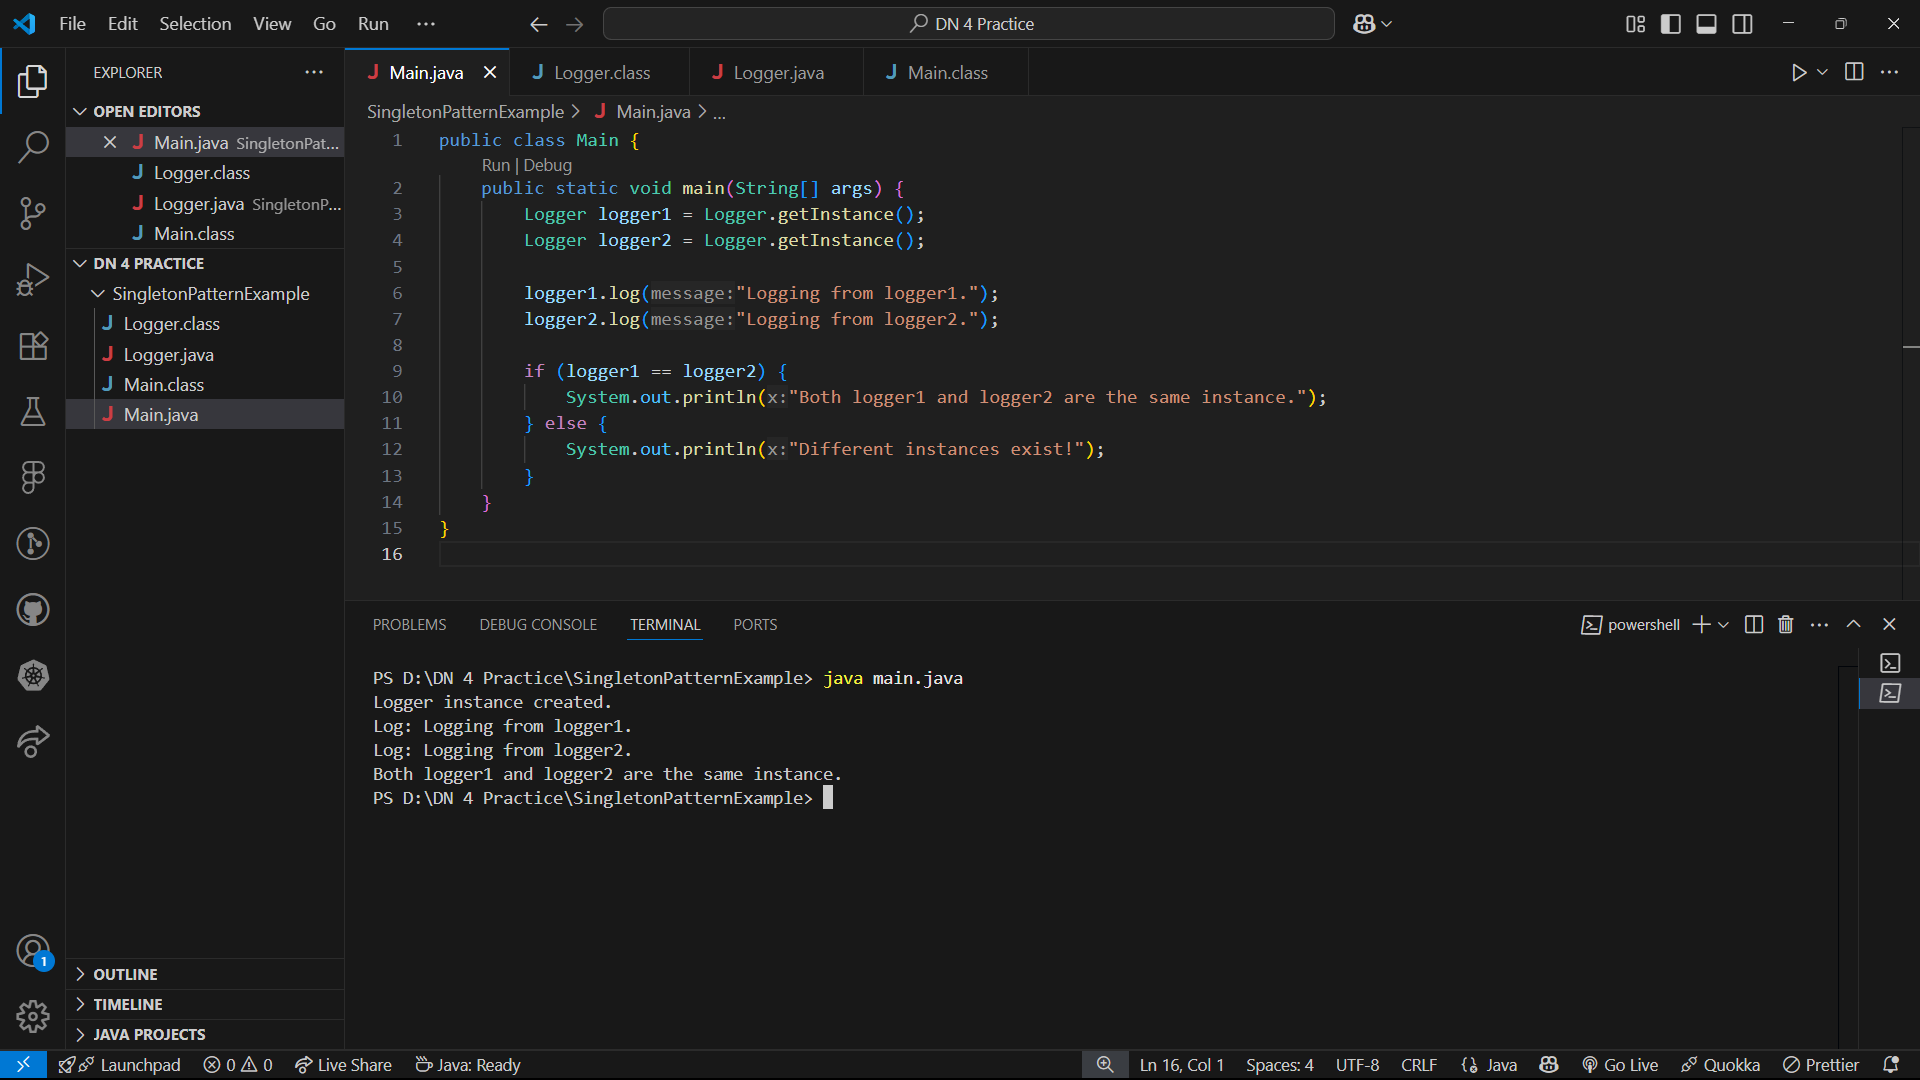 File Edit Selection View Go Run ···
DN 4 Practice
EXPLORER ···
OPEN EDITORS
Main.java SingletonPat...
Logger.class
Logger.java SingletonP...
Main.class
DN 4 PRACTICE
SingletonPatternExample
Logger.class
Logger.java
Main.class
Main.java
OUTLINE
TIMELINE
JAVA PROJECTS
Main.java Logger.class Logger.java Main.class
SingletonPatternExample > Main.java > ...
1 public class Main {
Run | Debug
2 public static void main(String[] args) {
3 Logger logger1 = Logger.getInstance();
4 Logger logger2 = Logger.getInstance();
5
6 logger1.log(message:"Logging from logger1.");
7 logger2.log(message:"Logging from logger2.");
8
9 if (logger1 == logger2) {
10 System.out.println(x:"Both logger1 and logger2 are the same instance.");
11 } else {
12 System.out.println(x:"Different instances exist!");
13 }
14 }
15 }
16
PROBLEMS DEBUG CONSOLE TERMINAL PORTS powershell
PS D:\DN 4 Practice\SingletonPatternExample> java main.java
Logger instance created.
Log: Logging from logger1.
Log: Logging from logger2.
Both logger1 and logger2 are the same instance.
PS D:\DN 4 Practice\SingletonPatternExample>
1
Launchpad 0 0 Live Share Java: Ready Ln 16, Col 1 Spaces: 4 UTF-8 CRLF Java Go Live Quokka Prettier